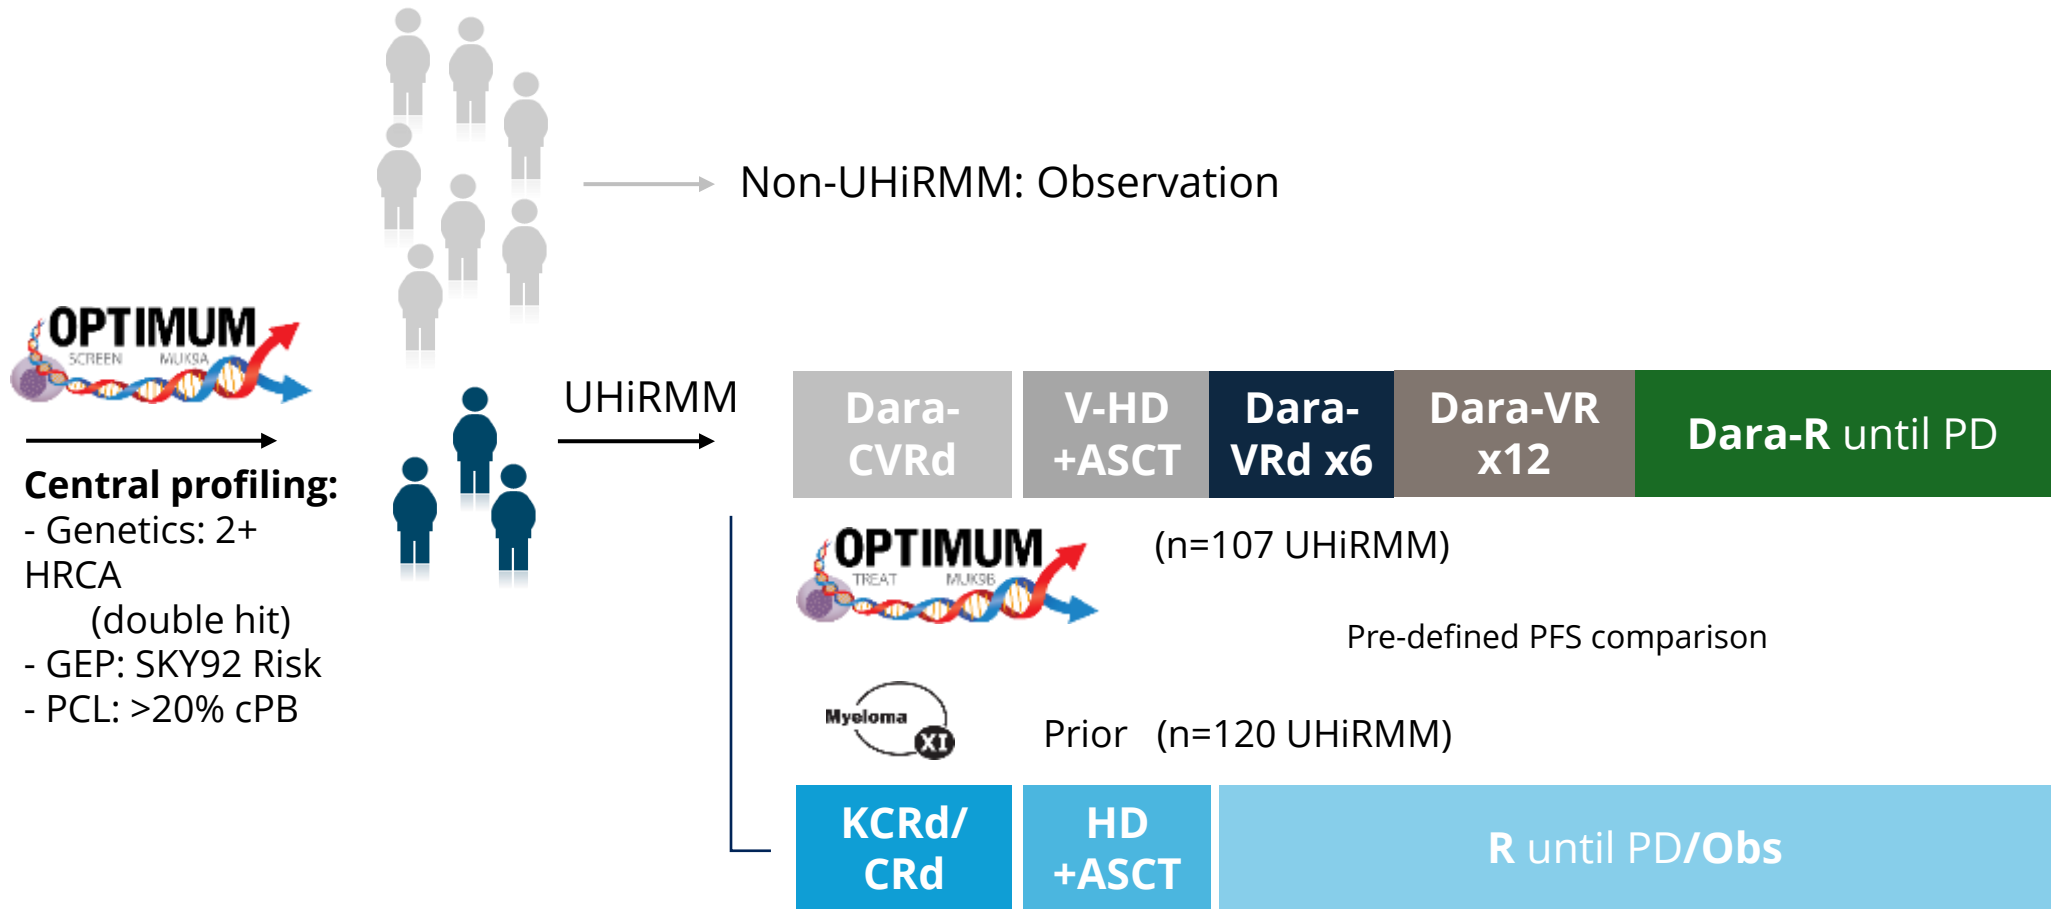 Non-UHiRMM: Observation
OPTIMUM
SCREEN MUK9A
Central profiling:
- Genetics: 2+
HRCA
(double hit)
- GEP: SKY92 Risk
- PCL: >20% cPB
UHiRMM
Dara-
CVRd
V-HD
+ASCT
Dara-
VRd x6
Dara-VR
x12
Dara-R until PD
OPTIMUM
TREAT MUK9B
(n=107 UHiRMM)
Pre-defined PFS comparison
Myeloma
XI
Prior (n=120 UHiRMM)
KCRd/
CRd
HD
+ASCT
R until PD/Obs